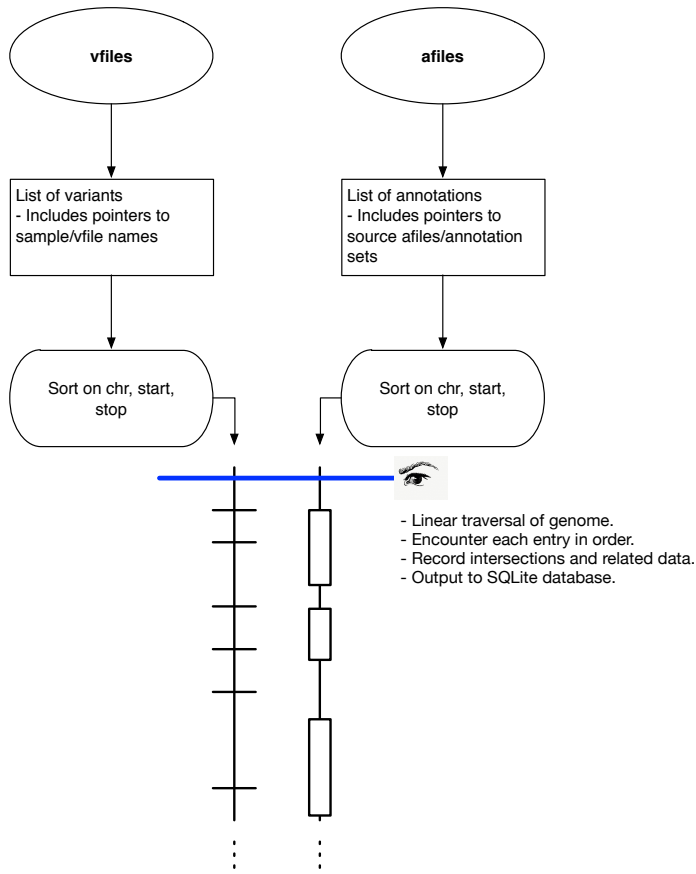 vfiles
afiles
List of variants
- Includes pointers to
sample/vfile names
List of annotations
- Includes pointers to
source afiles/annotation
sets
Sort on chr, start,
stop
Sort on chr, start,
stop
- Linear traversal of genome.
- Encounter each entry in order.
- Record intersections and related data.
- Output to SQLite database.